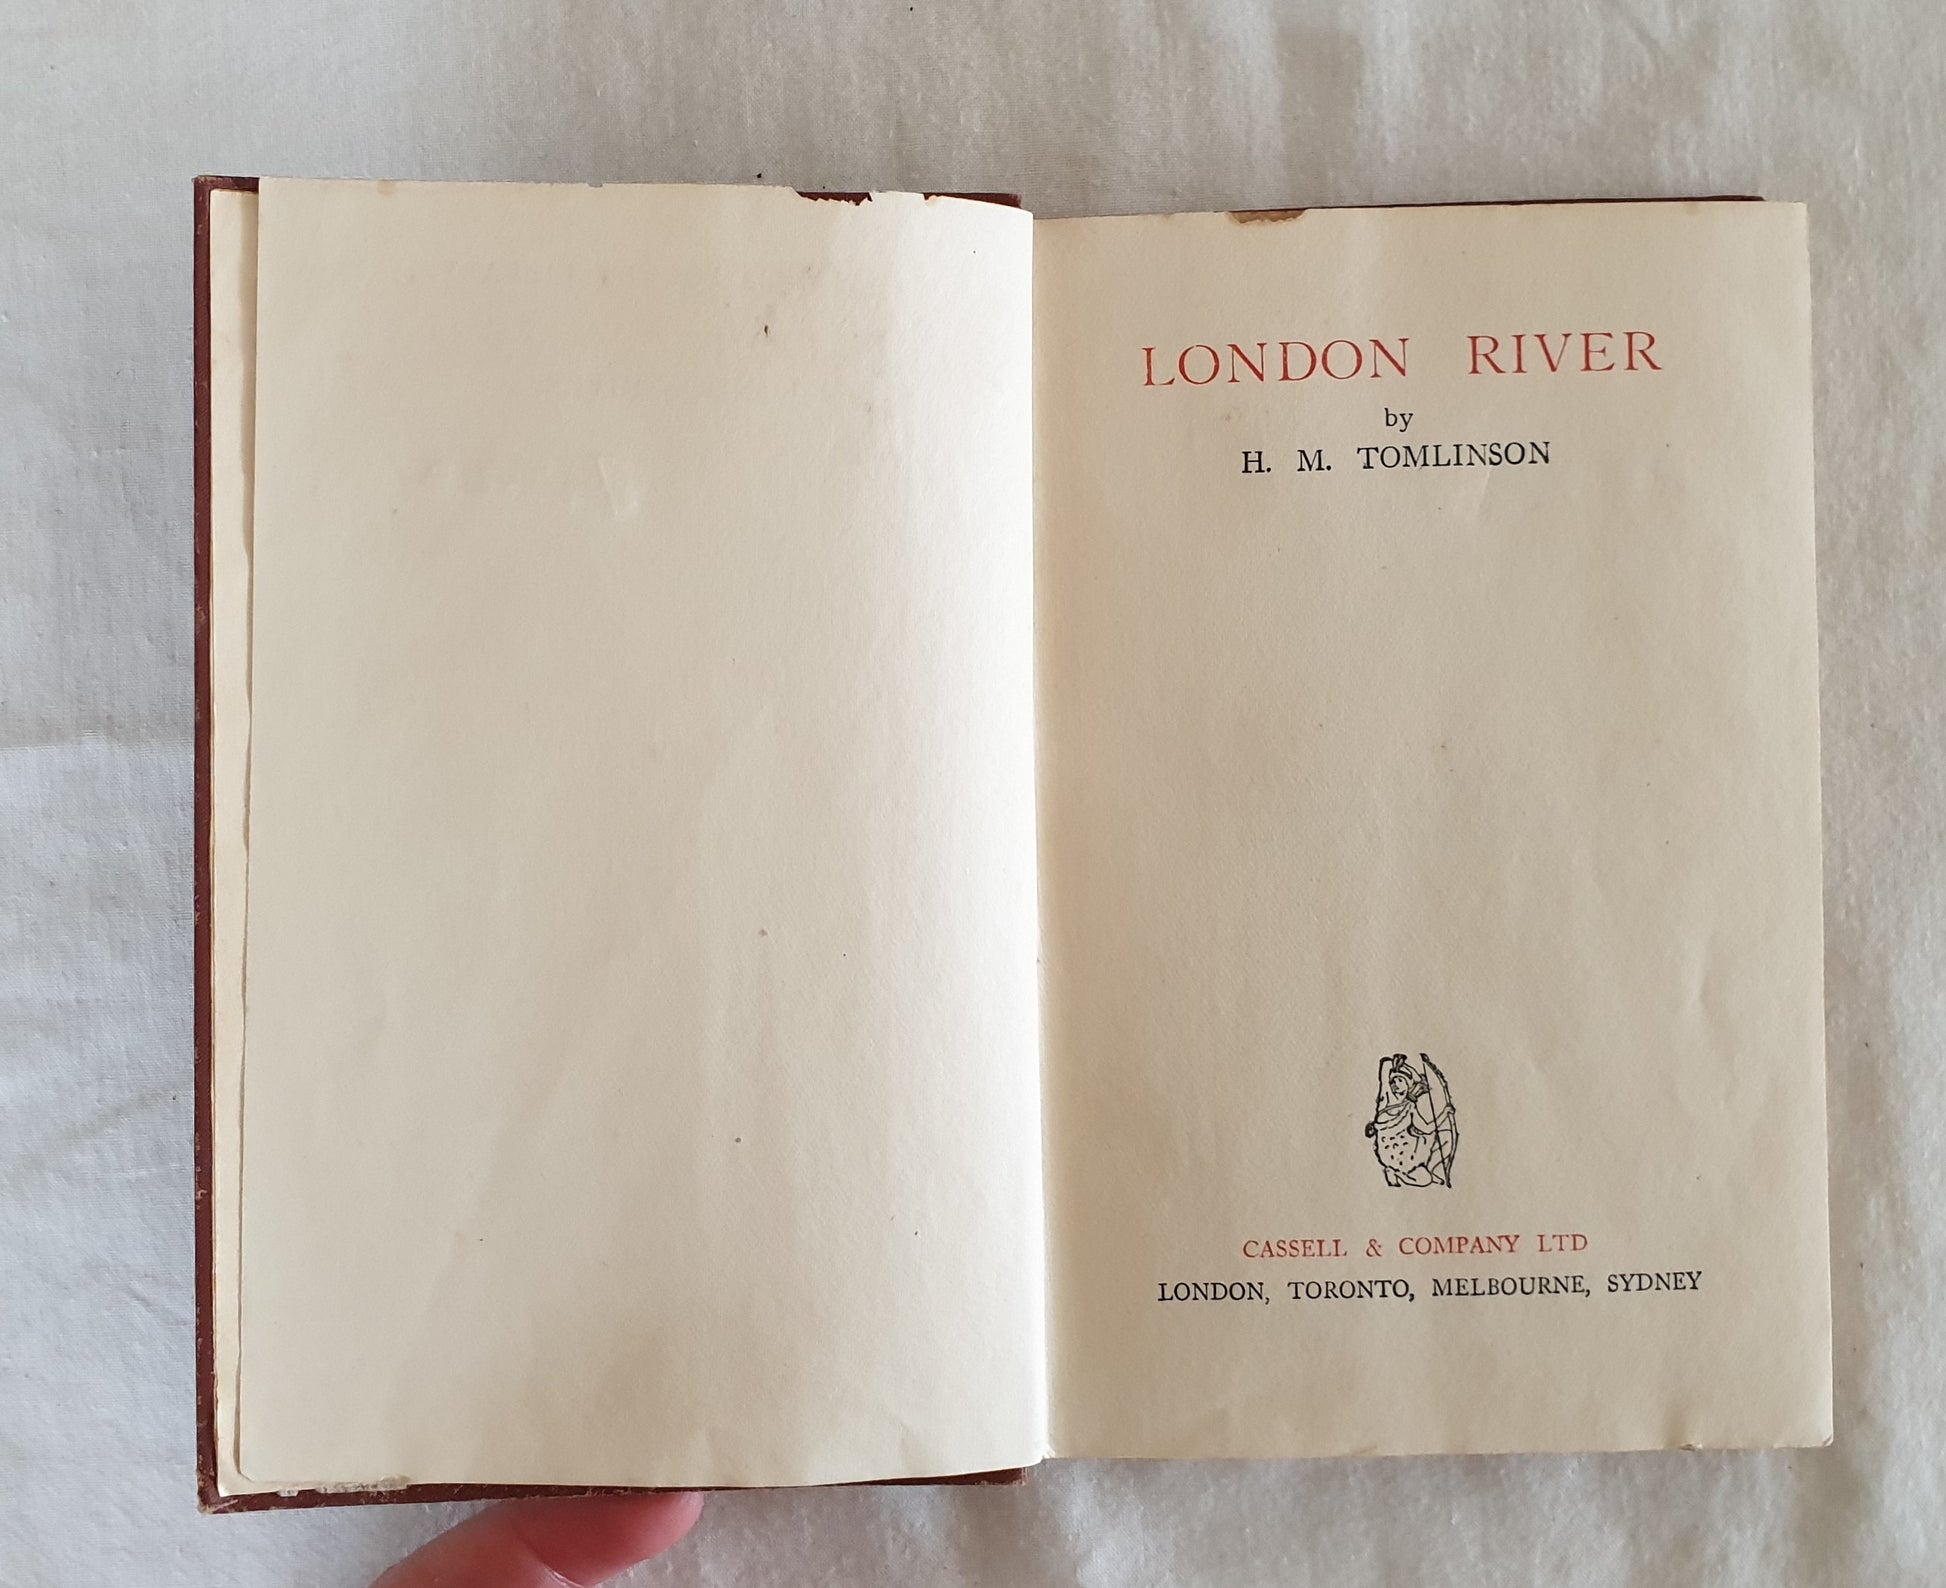 LONDON RIVER
by
H. M. TOMLINSON
CASSELL & COMPANY LTD
LONDON, TORONTO, MELBOURNE, SYDNEY